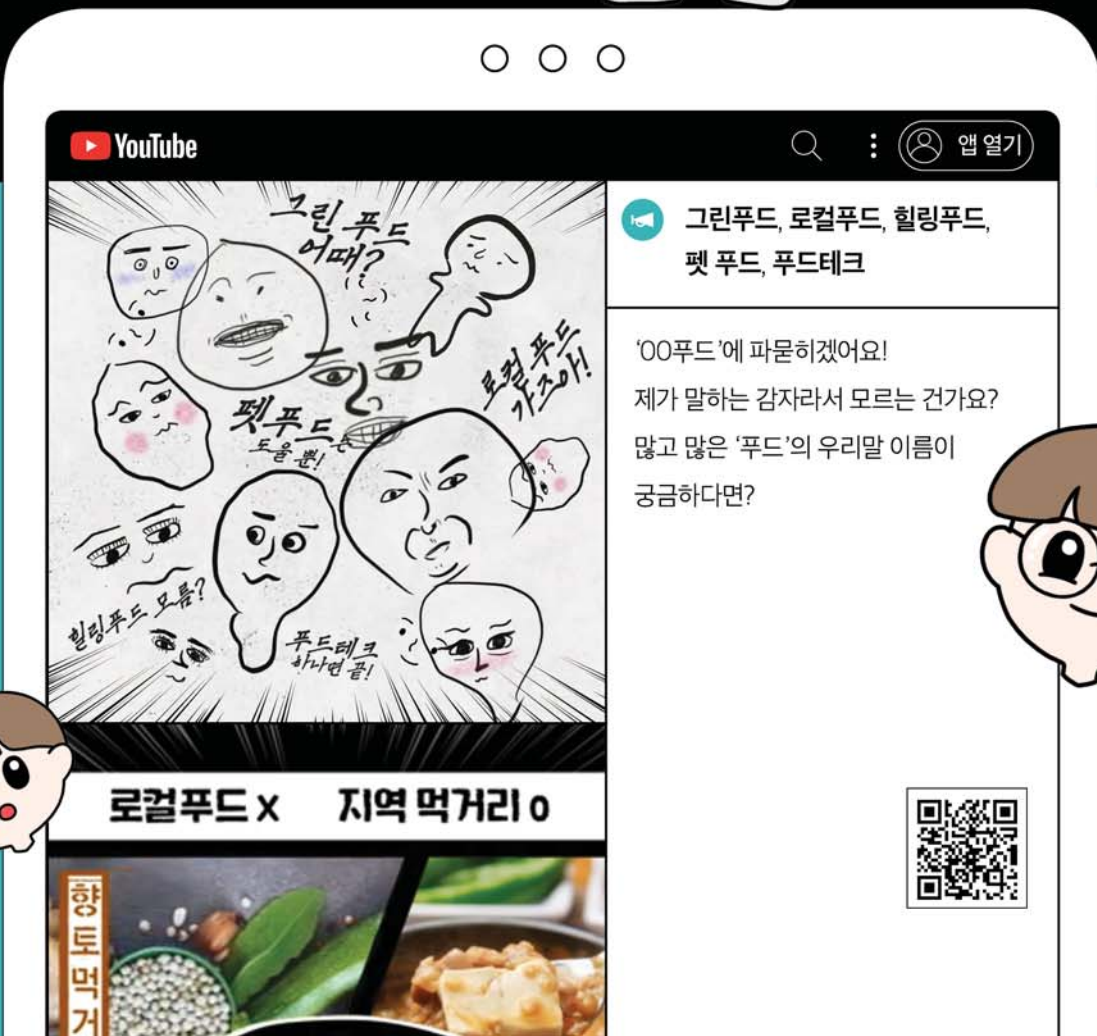 YouTube
앱 열기
그린 푸드
어때?
로컬 푸드
가즈아!
펫푸드는
도울 뿐!
힐링푸드 모름?
푸드테크
하나면 끝!
그린푸드, 로컬푸드, 힐링푸드,
펫 푸드, 푸드테크
‘OO푸드’에 파묻히겠어요!
제가 말하는 감자라서 모르는 건가요?
많고 많은 ‘푸드’의 우리말 이름이
궁금하다면?
로컬푸드 X 지역 먹거리 O
향토먹거